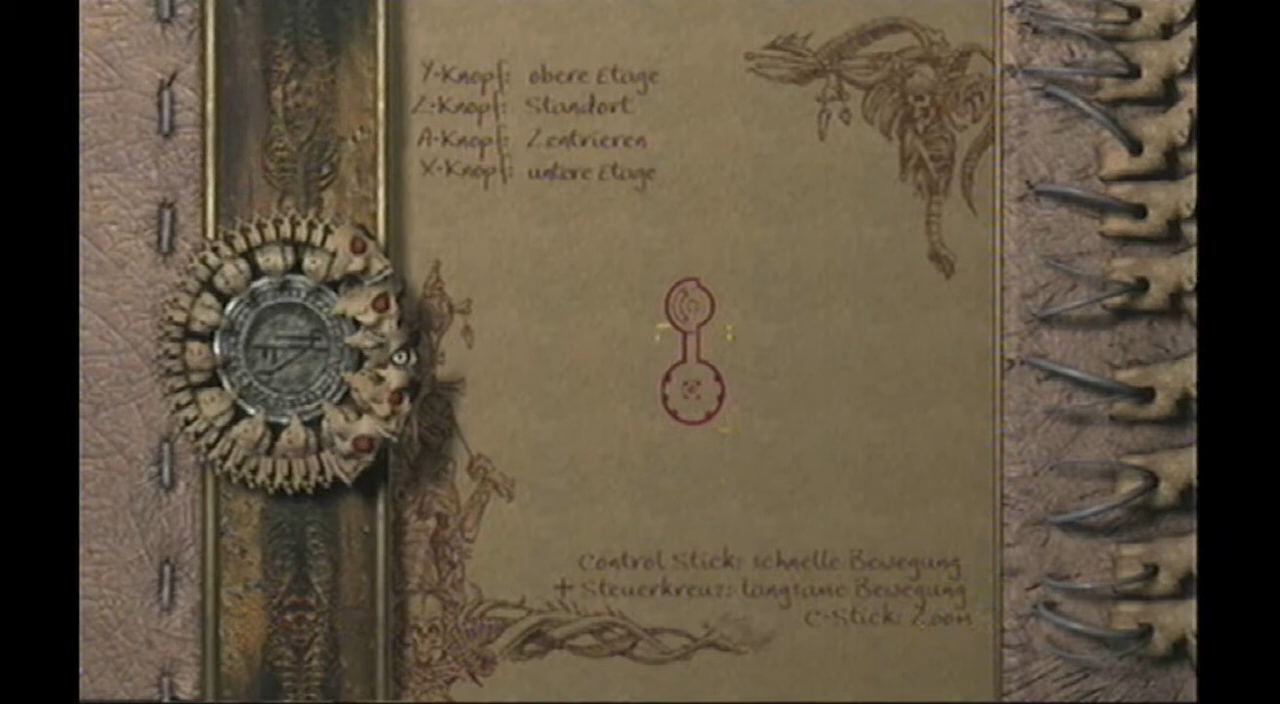 Y-Knopf: obere Etage
Z-Knopf: Standort
A-Knopf: Zentrieren
X-Knopf: untere Etage
Control Stick: schnelle Bewegung
+ Steuerkreuz: langsame Bewegung
C-Stick: Zoom